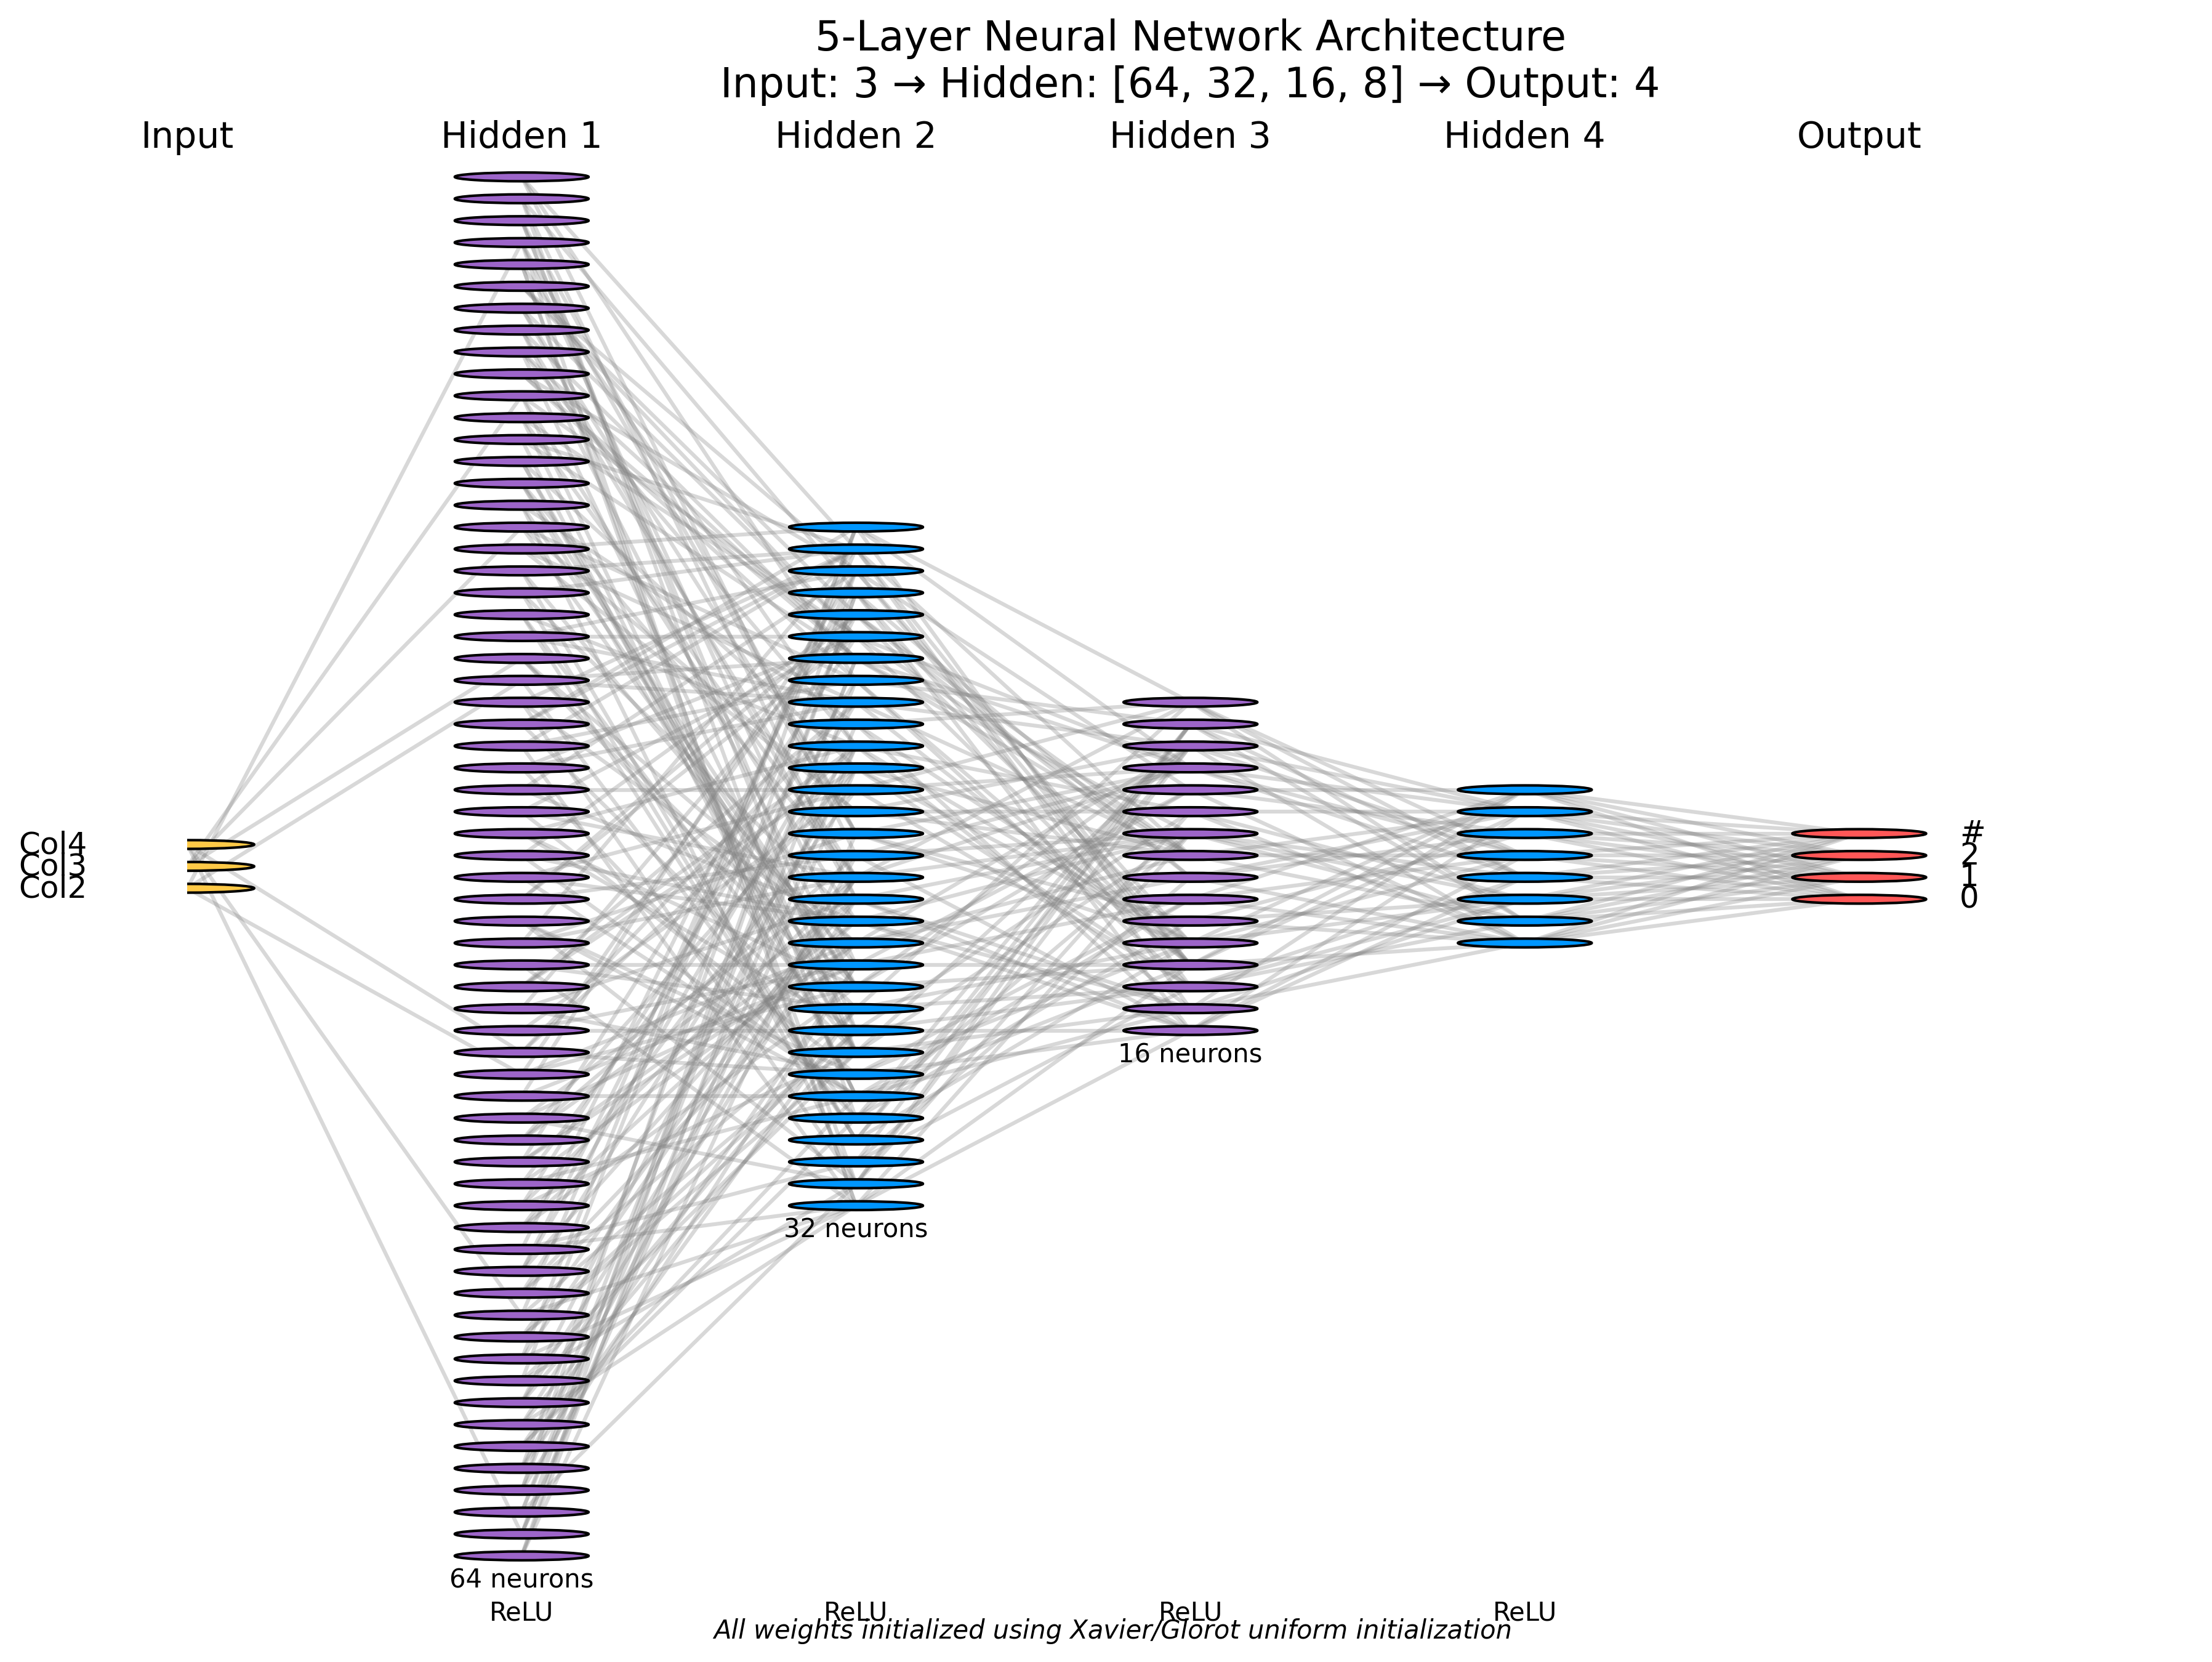 5-Layer Neural Network Architecture
Input: 3 → Hidden: [64, 32, 16, 8] → Output: 4
Input
Hidden 1
Hidden 2
Hidden 3
Hidden 4
Output
Col4
Col3
Col2
#
2
1
0
16 neurons
32 neurons
64 neurons
ReLU
ReLU
ReLU
ReLU
All weights initialized using Xavier/Glorot uniform initialization